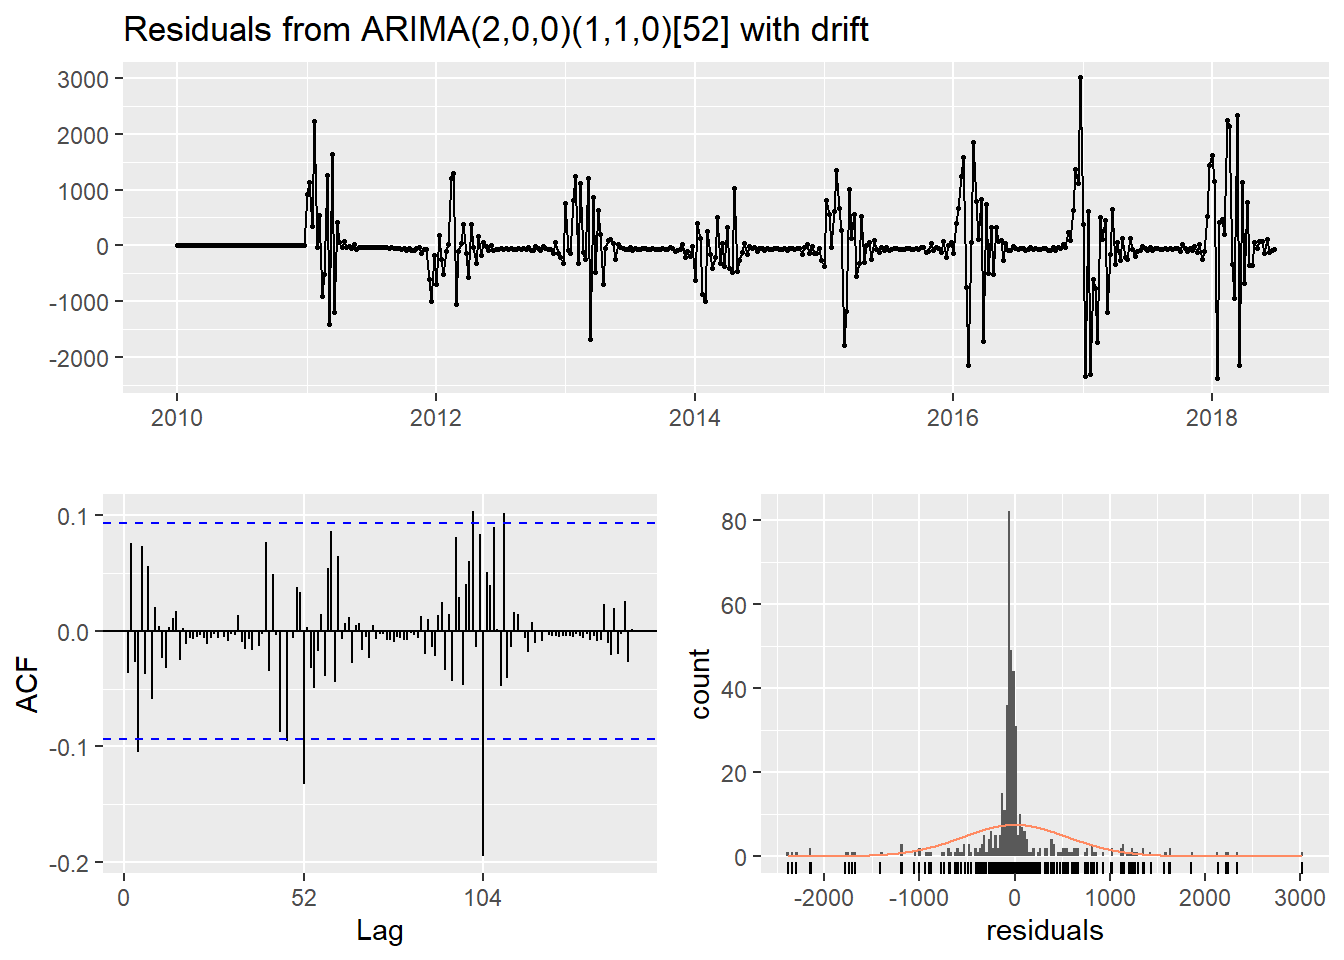 Residuals from ARIMA(2,0,0)(1,1,0)[52] with drift
3000
2000
1000
0
-1000
-2000
2010 2012 2014 2016 2018
0.1
0.0
-0.1
-0.2
ACF
0 52 104
Lag
80
60
40
20
0
count
-2000 -1000 0 1000 2000 3000
residuals